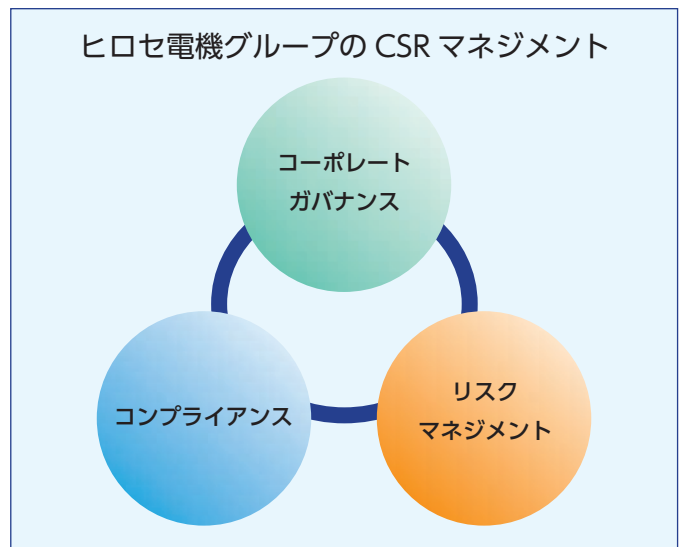 ヒロセ電機グループの CSR マネジメント
コーポレート
ガバナンス
コンプライアンス
リスク
マネジメント